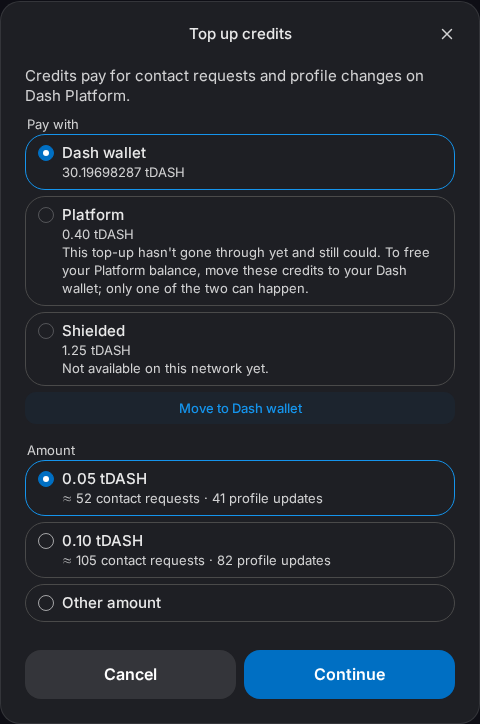 Top up credits
Credits pay for contact requests and profile changes on
Dash Platform.
Pay with
Dash wallet
30.19698287 tDASH
Platform
0.40 tDASH
This top-up hasn't gone through yet and still could. To free
your Platform balance, move these credits to your Dash
wallet; only one of the two can happen.
Shielded
1.25 tDASH
Not available on this network yet.
Move to Dash wallet
Amount
0.05 tDASH
≈ 52 contact requests · 41 profile updates
0.10 tDASH
≈ 105 contact requests · 82 profile updates
Other amount
Cancel
Continue